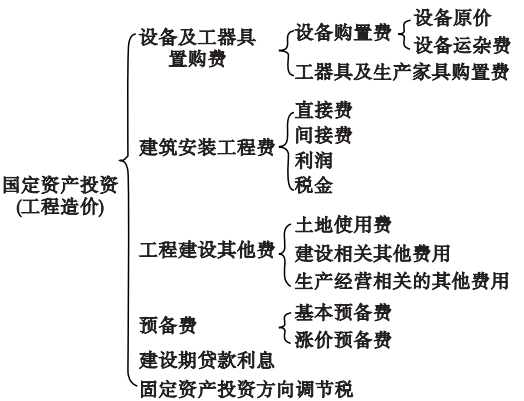 国定资产投资
(工程造价)
设备及工器具
置购费
设备购置费
设备原价
设备运杂费
工器具及生产家具购置费
建筑安装工程费
直接费
间接费
利润
税金
工程建设其他费
土地使用费
建设相关其他费用
生产经营相关的其他费用
预备费
基本预备费
涨价预备费
建设期贷款利息
固定资产投资方向调节税